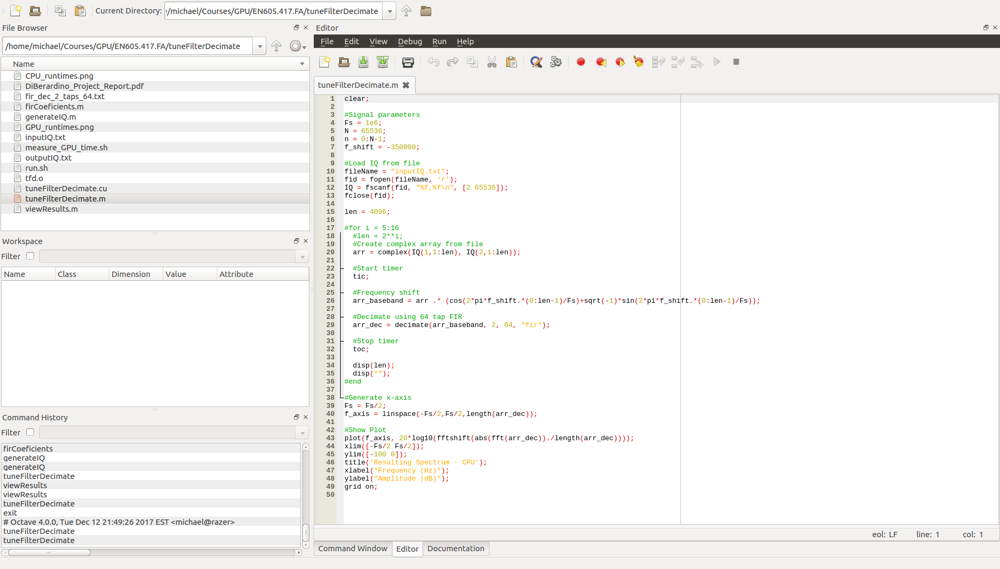 Current Directory: /michael/Courses/GPU/EN605.417.FA/tuneFilterDecimate
File Browser
/home/michael/Courses/GPU/EN605.417.FA/tuneFilterDecimate
Name
CPU_runtimes.png
DiBerardino_Project_Report.pdf
fir_dec_2_taps_64.txt
firCoeficients.m
generateIQ.m
GPU_runtimes.png
inputIQ.txt
measure_GPU_time.sh
outputIQ.txt
run.sh
tfd.o
tuneFilterDecimate.cu
tuneFilterDecimate.m
viewResults.m
Workspace
Filter
Name Class Dimension Value Attribute
Command History
Filter
firCoeficients
generateIQ
generateIQ
tuneFilterDecimate
viewResults
viewResults
tuneFilterDecimate
exit
# Octave 4.0.0, Tue Dec 12 21:49:26 2017 EST <michael@razer>
tuneFilterDecimate
tuneFilterDecimate
Editor
File Edit View Debug Run Help
tuneFilterDecimate.m
1 clear;
2
3 #Signal parameters
4 Fs = 1e6;
5 N = 65536;
6 n = 0:N-1;
7 f_shift = -350000;
8
9 #Load IQ from file
10 fileName = "inputIQ.txt";
11 fid = fopen(fileName, 'r');
12 IQ = fscanf(fid, "%f,%f\n", [2 65536]);
13 fclose(fid);
14
15 len = 4096;
16
17 #for i = 5:16
18 #len = 2**i;
19 #Create complex array from file
20 arr = complex(IQ(1,1:len), IQ(2,1:len));
21
22 #Start timer
23 tic;
24
25 #Frequency shift
26 arr_baseband = arr .* (cos(2*pi*f_shift.*(0:len-1)/Fs)+sqrt(-1)*sin(2*pi*f_shift.*(0:len-1)/Fs));
27
28 #Decimate using 64 tap FIR
29 arr_dec = decimate(arr_baseband, 2, 64, "fir");
30
31 #Stop timer
32 toc;
33
34 disp(len);
35 disp("");
36 #end
37
38 #Generate x-axis
39 Fs = Fs/2;
40 f_axis = linspace(-Fs/2,Fs/2,length(arr_dec));
41
42 #Show Plot
43 plot(f_axis, 20*log10(fftshift(abs(fft(arr_dec))./length(arr_dec))));
44 xlim([-Fs/2 Fs/2]);
45 ylim([-100 0]);
46 title('Resulting Spectrum - CPU');
47 xlabel("Frequency (Hz)");
48 ylabel("Amplitude (dB)");
49 grid on;
50
eol: LF line: 1 col: 1
Command Window Editor Documentation